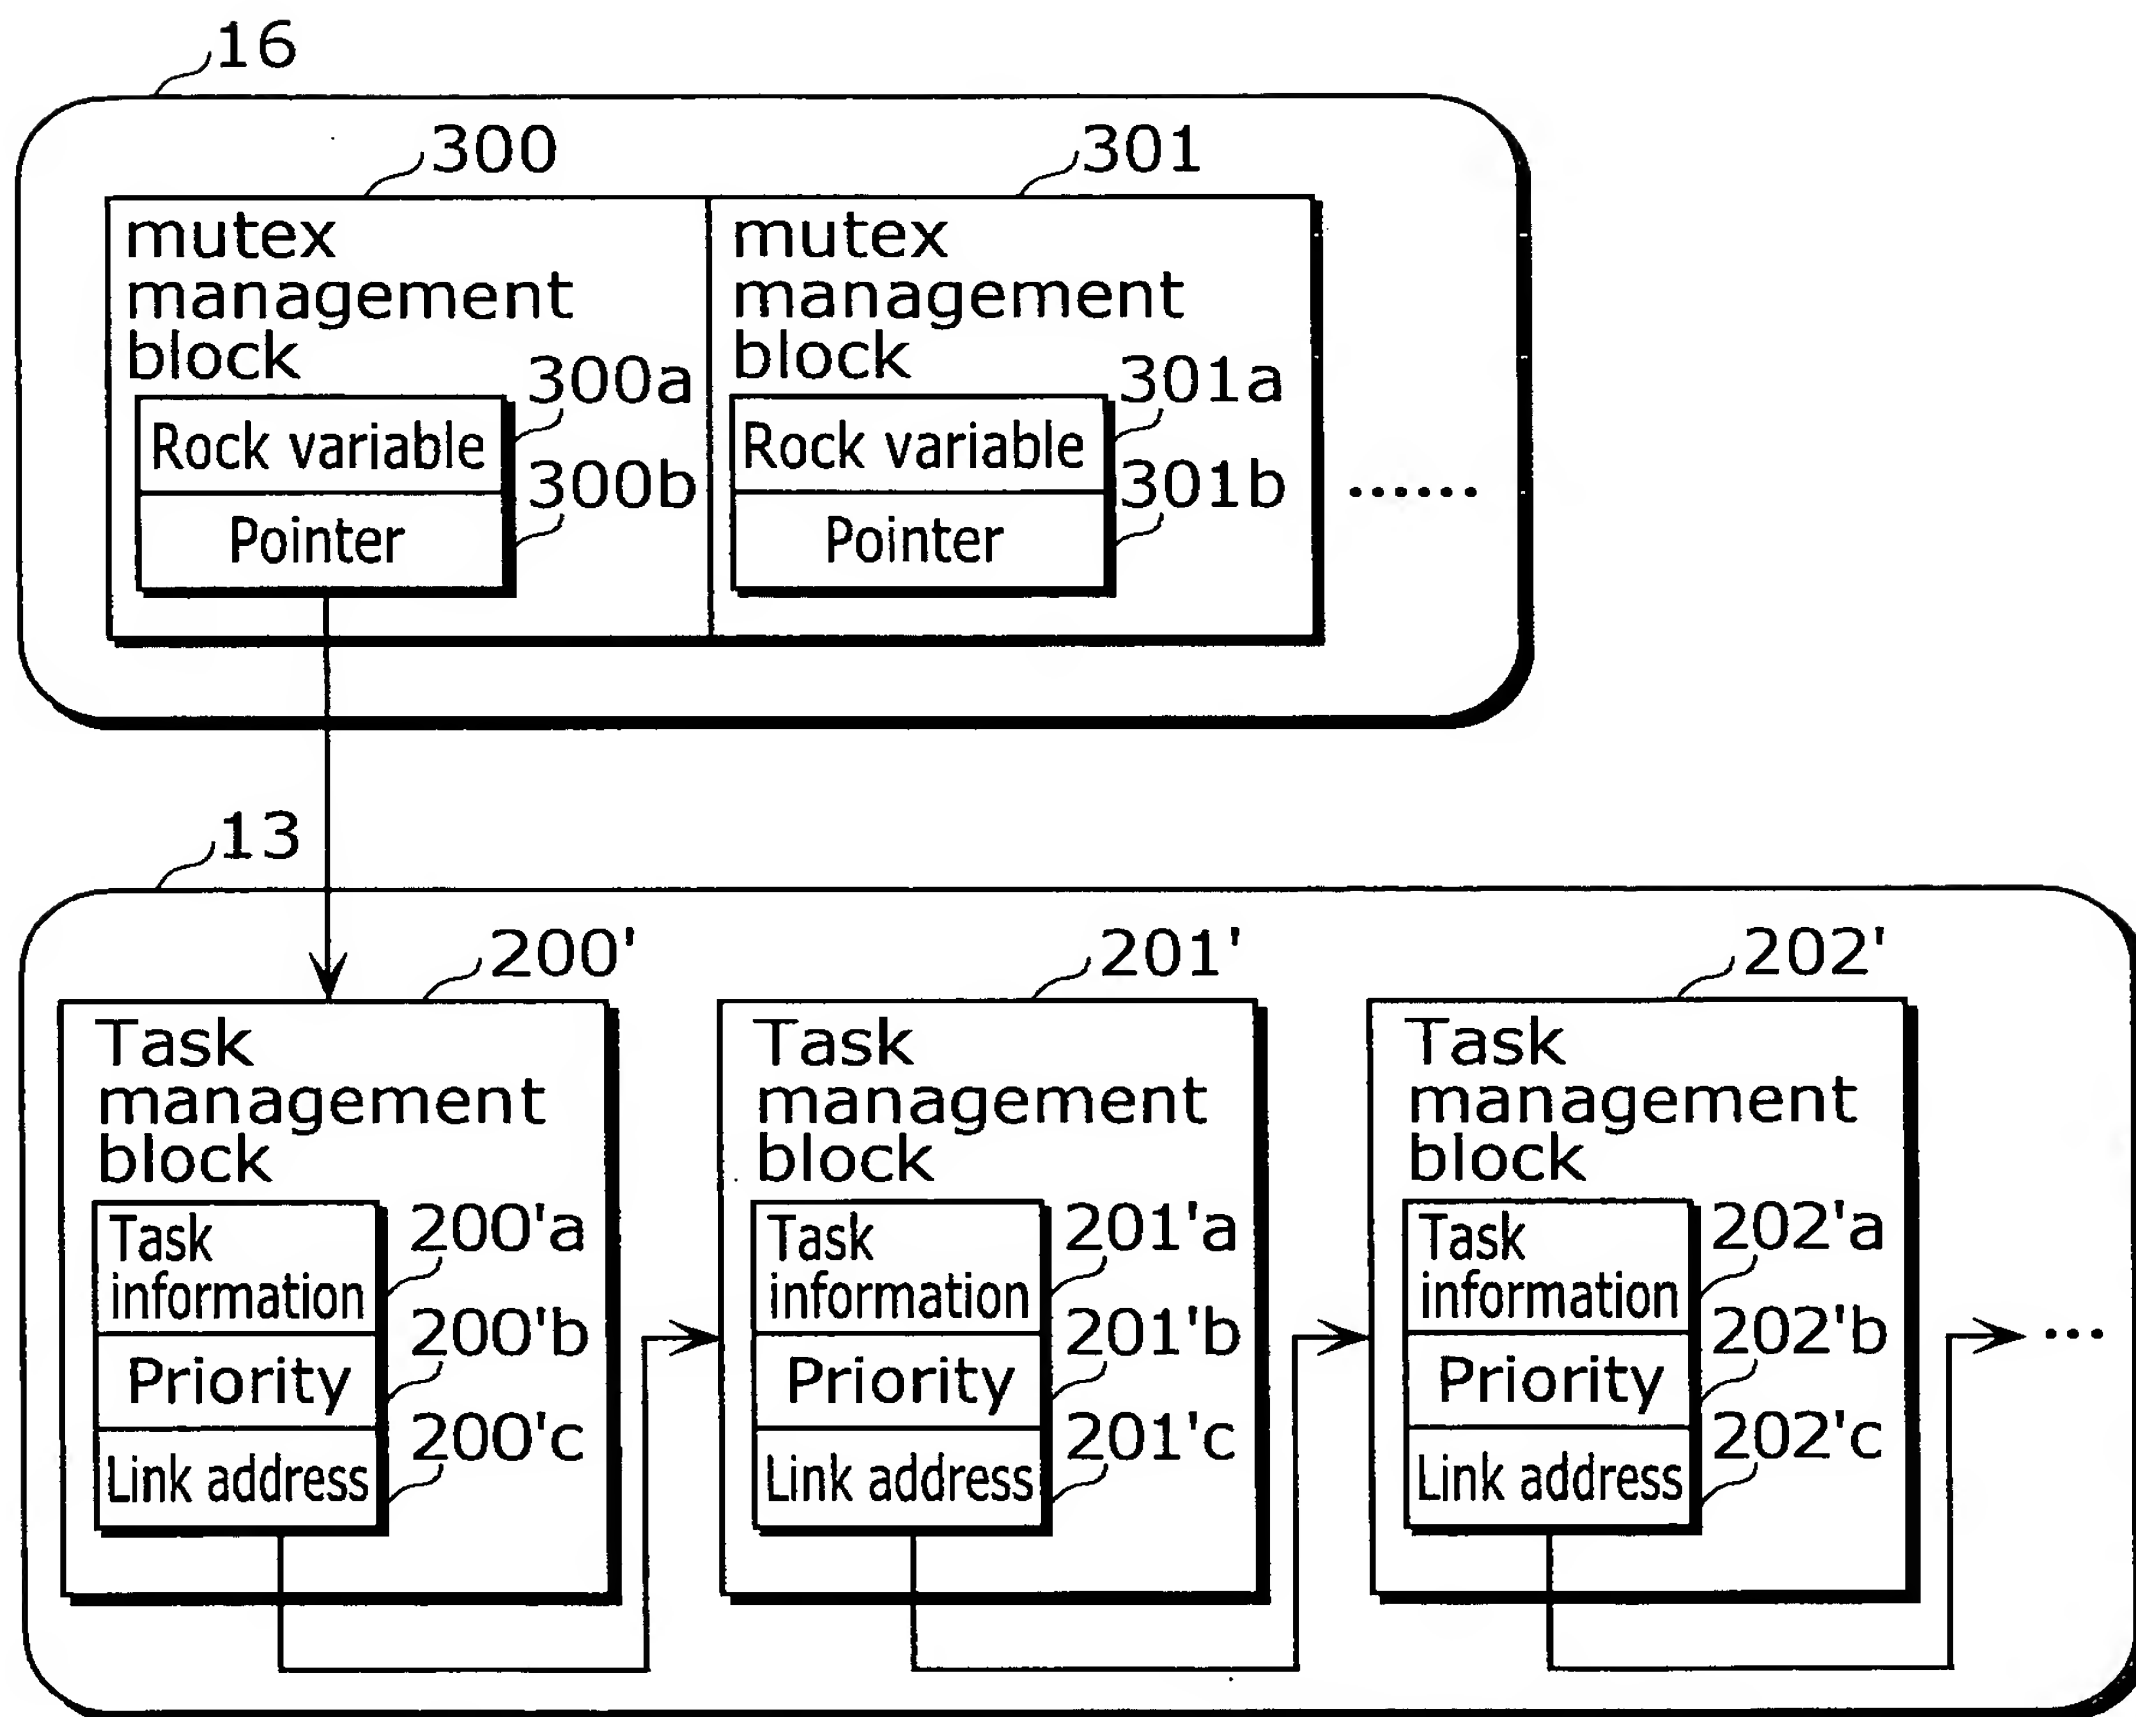 16
300
301
mutex
management
block
mutex
management
block
300a
301a
Rock variable
Rock variable
300b
301b
Pointer
Pointer
......
13
200'
201'
202'
Task
management
block
Task
management
block
Task
management
block
Task
information
200'a
Task
information
201'a
Task
information
202'a
Priority
200'b
Priority
201'b
Priority
202'b
...
Link address
200'c
Link address
201'c
Link address
202'c